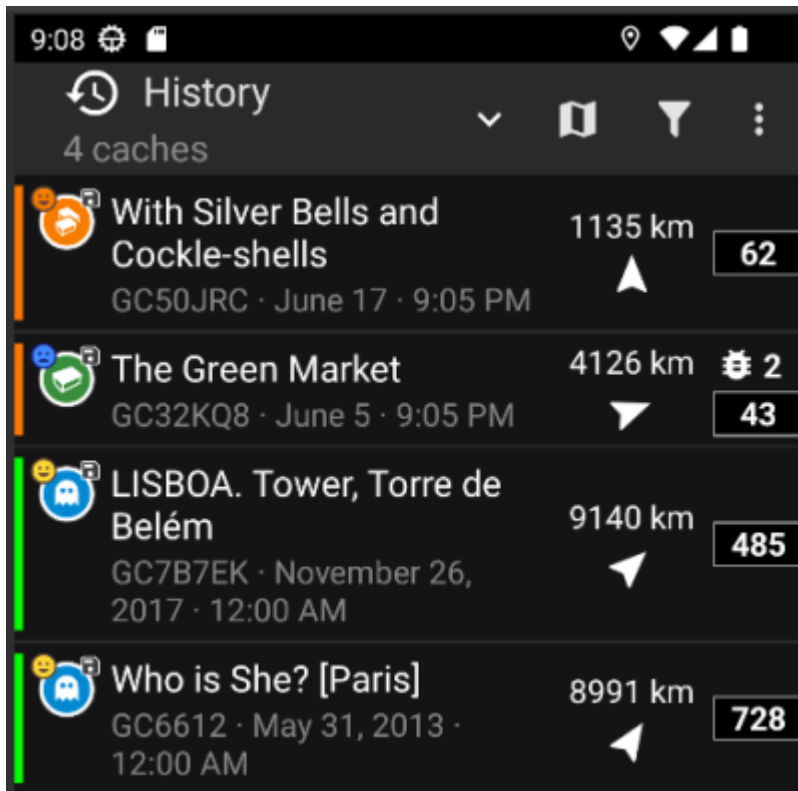 9:08
History
4 caches
With Silver Bells and
Cockle-shells
GC50JRC · June 17 · 9:05 PM
1135 km
62
The Green Market
GC32KQ8 · June 5 · 9:05 PM
4126 km
2
43
LISBOA. Tower, Torre de
Belém
GC7B7EK · November 26,
2017 · 12:00 AM
9140 km
485
Who is She? [Paris]
GC6612 · May 31, 2013 ·
12:00 AM
8991 km
728